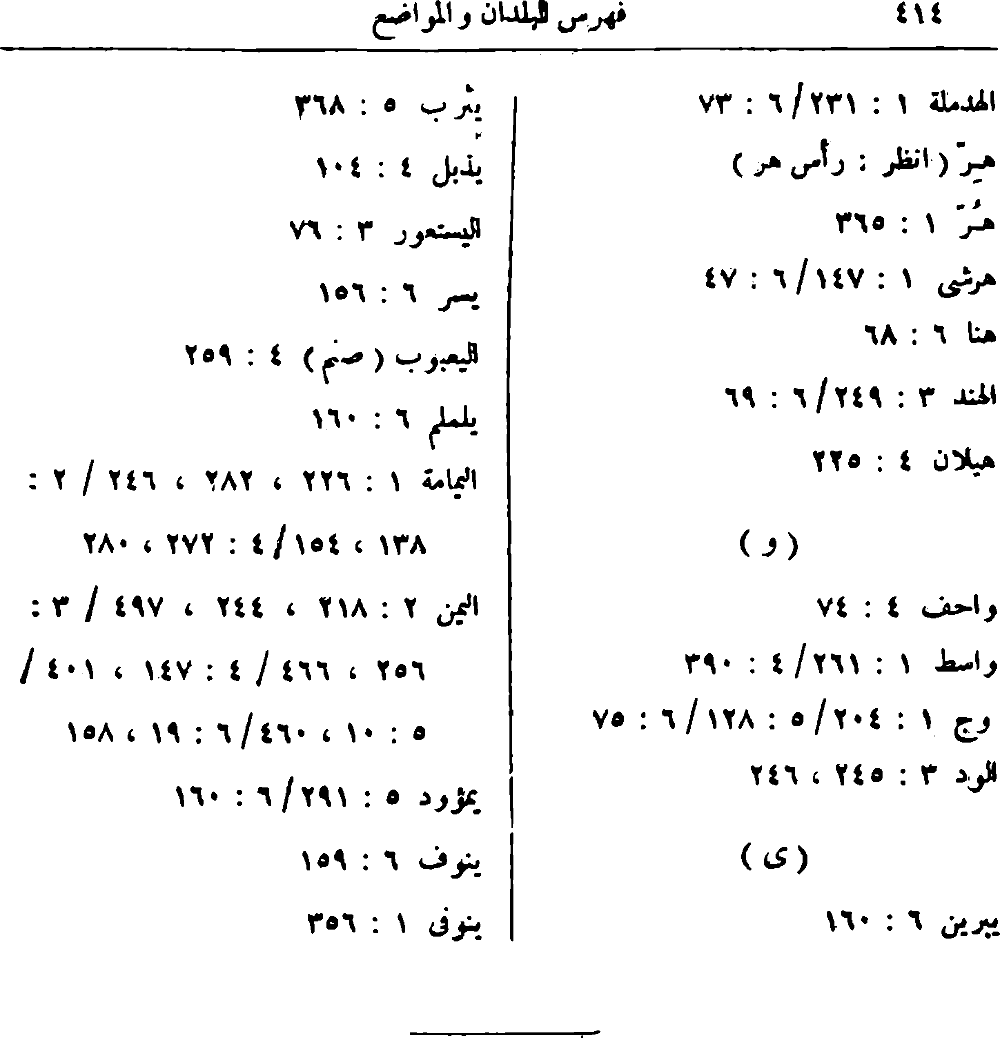 ٤١٤ فهرس البلدان و المواضع
الهدملة ١ : ٢٣١/ ٦ : ٧٣
هِرّ ( انظر : رأس هر )
هُرّ ١ : ٣٦٥
هرشى ١ : ١٤٧/ ٦ : ٤٧
هنا ٦ : ٦٨
الهند ٣ : ٢٤٩/ ٦ : ٦٩
هيلان ٤ : ٢٢٥
( و )
واحف ٤ : ٧٤
واسط ١ : ٢٦١/ ٤ : ٣٩٠
وج ١ : ٢٠٤/ ٥ : ١٢٨/ ٦ : ٧٥
الود ٣ : ٢٤٥ ، ٢٤٦
( ى )
يبرين ٦ : ١٦٠
يثرب ٥ : ٣٦٨
يذبل ٤ : ١٠٤
اليستعور ٣ : ٧٦
يسر ٦ : ١٥٦
اليعبوب ( صنم ) ٤ : ٢٥٩
يلملم ٦ : ١٦٠
اليمامة ١ : ٢٢٦ ، ٢٨٢ ، ٢٤٦ / ٢ :
١٣٨ ، ١٥٤/ ٤ : ٢٧٢ ، ٢٨٠
اليمن ٢ : ٢١٨ ، ٢٤٤ ، ٤٩٧ / ٣ :
٢٥٦ ، ٤٦٦/ ٤ : ١٤٧ ، ٤٠١/
٥ : ١٠ ، ٤٦٠/ ٦ : ١٩ ، ١٥٨
يمؤود ٥ : ٢٩١/ ٦ : ١٦٠
ينوف ٦ : ١٥٩
ينوفى ١ : ٣٥٦